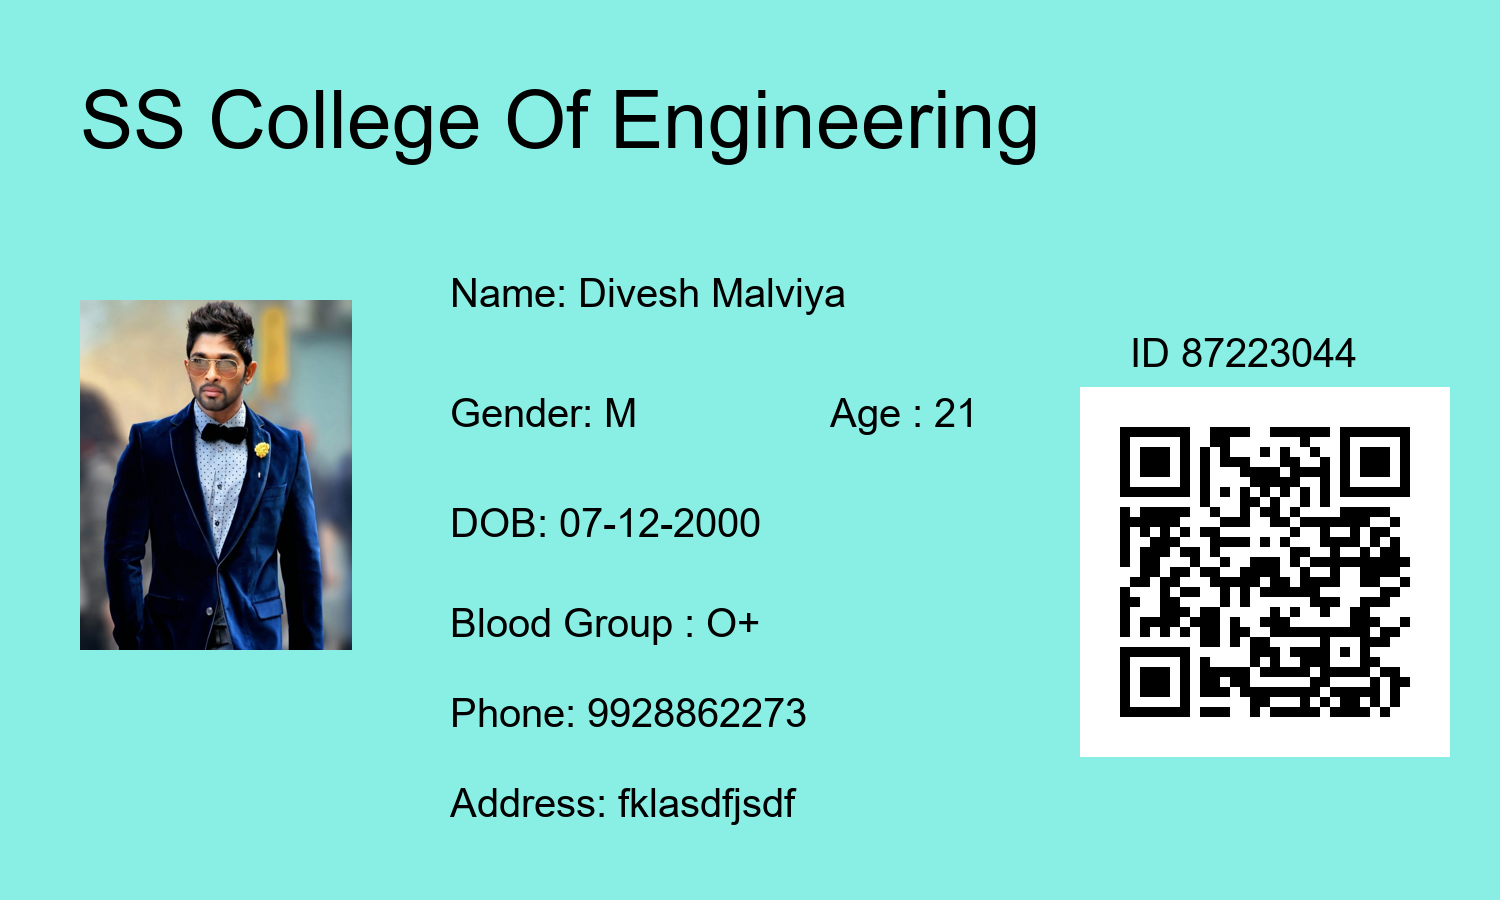 SS College Of Engineering
Name: Divesh Malviya
ID 87223044
Gender: M Age : 21
DOB: 07-12-2000
Blood Group : O+
Phone: 9928862273
Address: fklasdfjsdf